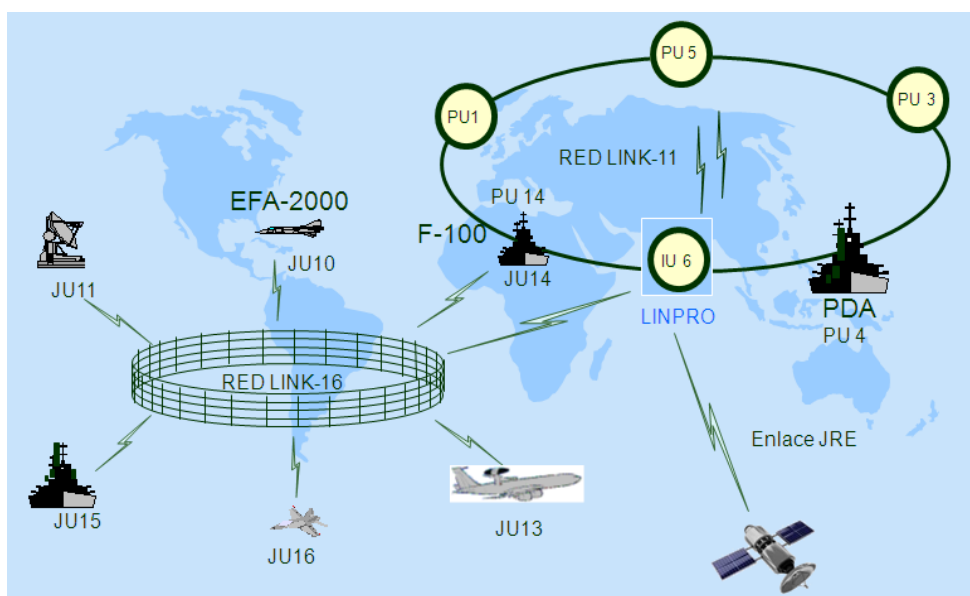 PU 5
PU1
PU 3
RED LINK-11
PU 14
EFA-2000
F-100
JU10
JU14
IU 6
JU11
LINPRO
PDA
PU 4
RED LINK-16
Enlace JRE
JU15
JU13
JU16